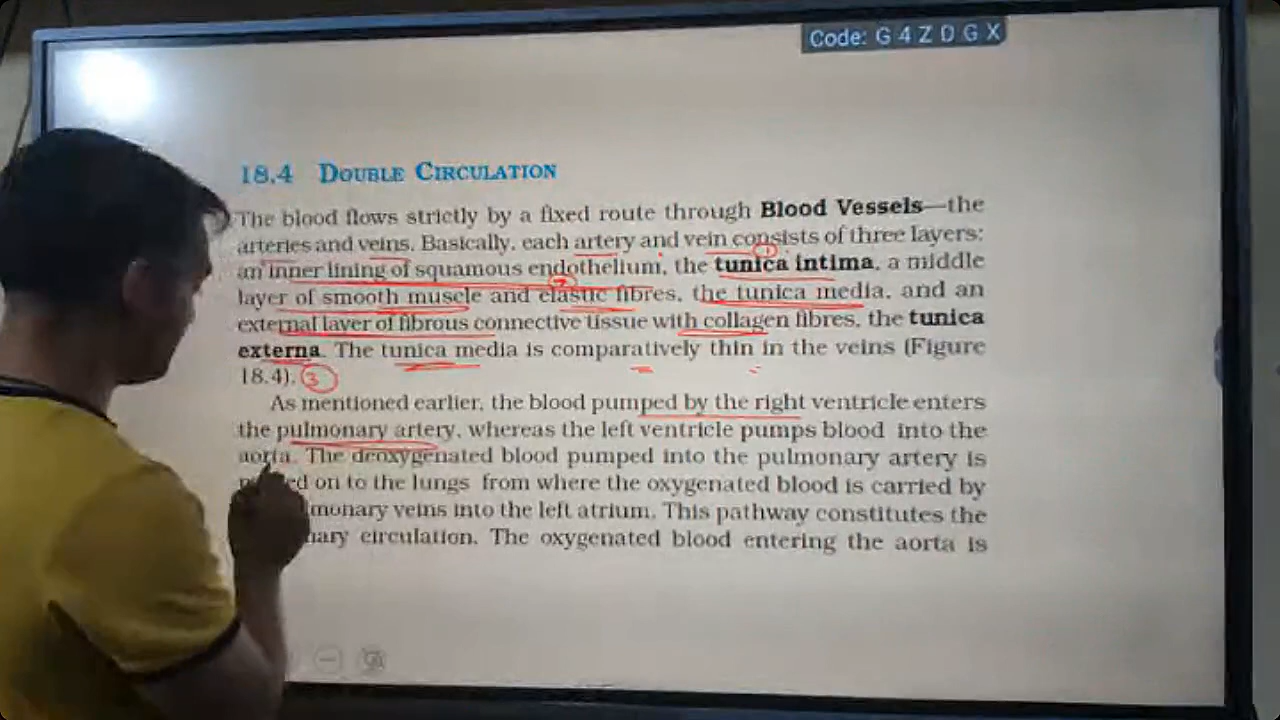 Code: G 4 Z D G X
18.4 DOUBLE CIRCULATION
The blood flows strictly by a fixed route through Blood Vessels—the
arteries and veins. Basically, each artery and vein consists of three layers:
an inner lining of squamous endothelium, the tunica intima, a middle
layer of smooth muscle and elastic fibres, the tunica media, and an
external layer of fibrous connective tissue with collagen fibres, the tunica
externa. The tunica media is comparatively thin in the veins (Figure
18.4). 3
As mentioned earlier, the blood pumped by the right ventricle enters
the pulmonary artery, whereas the left ventricle pumps blood into the
aorta. The deoxygenated blood pumped into the pulmonary artery is
on to the lungs from where the oxygenated blood is carried by
veins into the left atrium. This pathway constitutes the
circulation. The oxygenated blood entering the aorta is